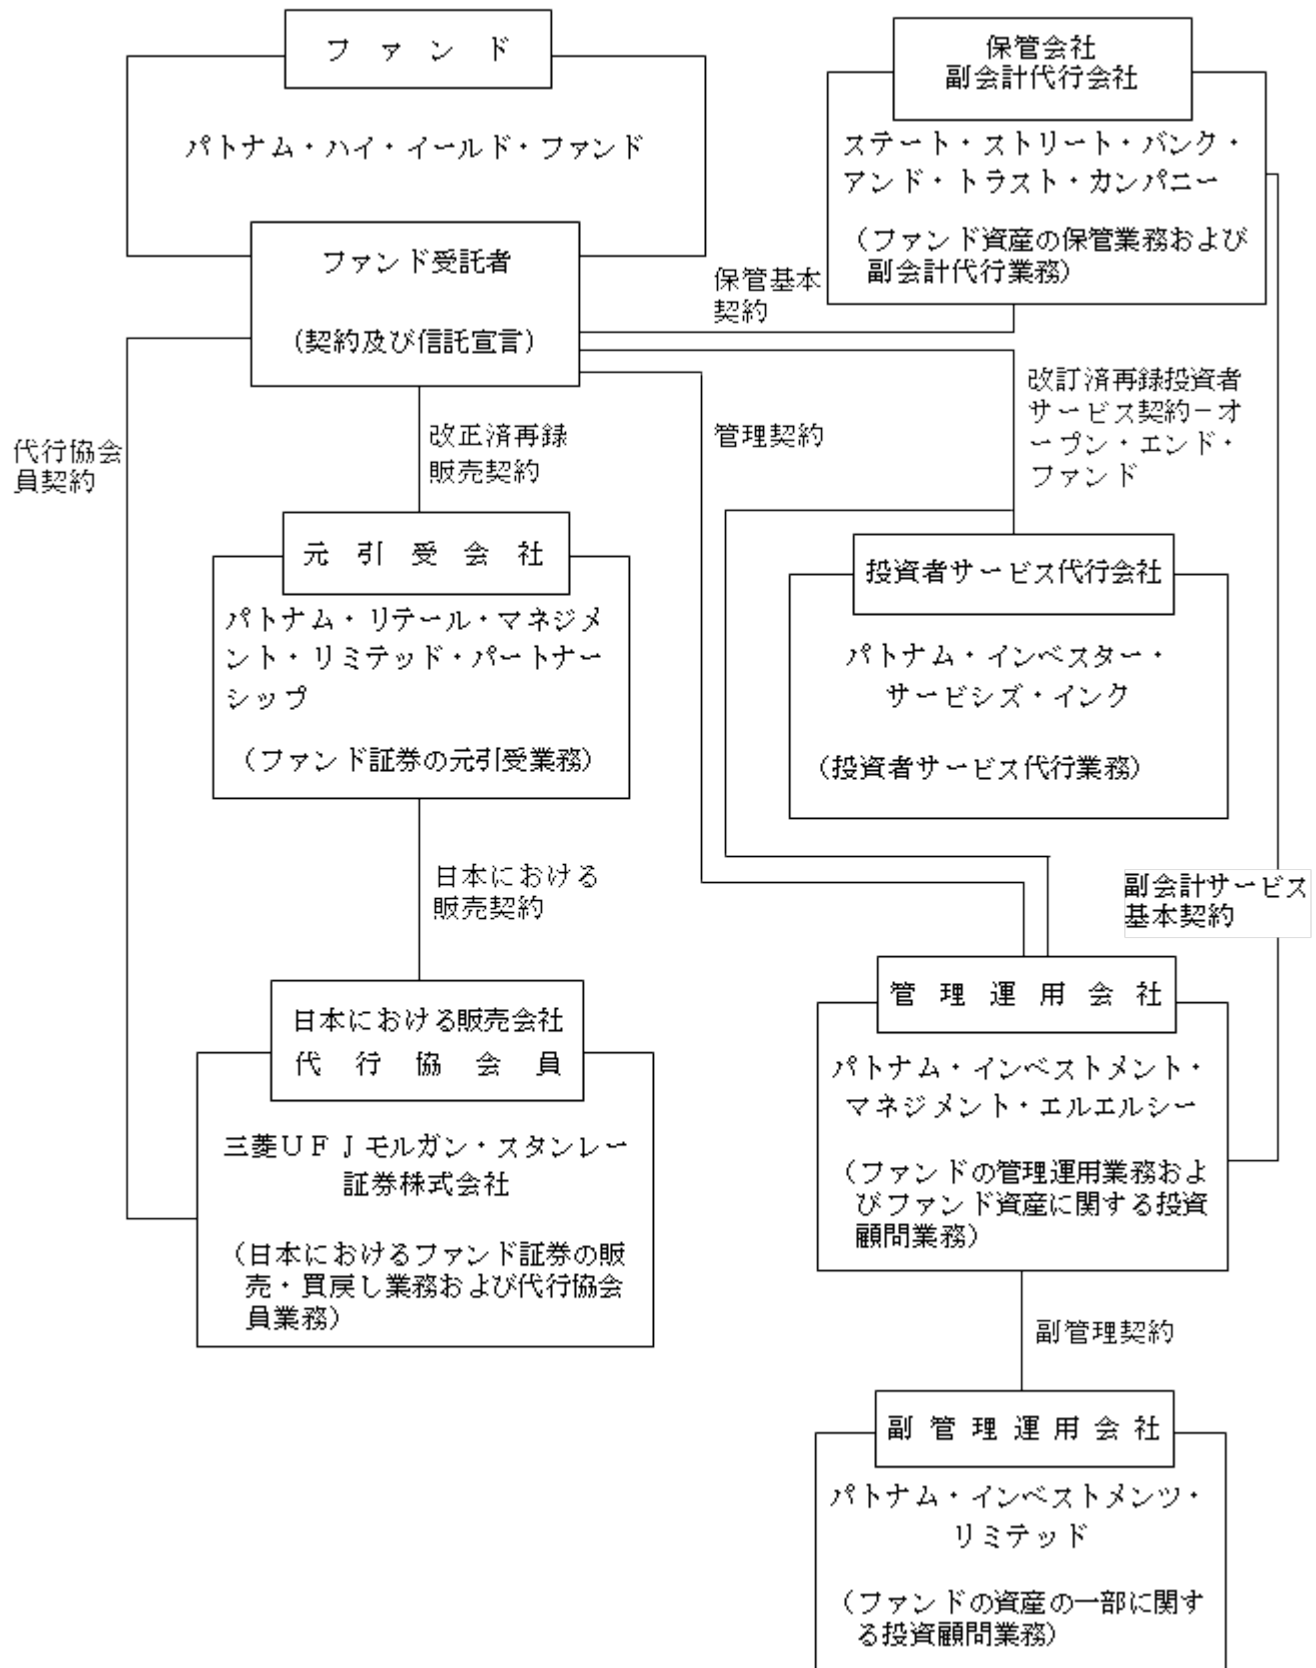 ファンド
パトナム・ハイ・イールド・ファンド
ファンド受託者
(契約及び信託宣言)
保管会社
副会計代行会社
ステート・ストリート・バンク・
アンド・トラスト・カンパニー
(ファンド資産の保管業務および
副会計代行業務)
保管基本
契約
改訂済再録投資者
サービス契約－オ
ープン・エンド・
ファンド
代行協会
員契約
改正済再録
販売契約
管理契約
元引受会社
パトナム・リテール・マネジメ
ント・リミテッド・パートナー
シップ
(ファンド証券の元引受業務)
投資者サービス代行会社
パトナム・インベスター・
サービシズ・インク
(投資者サービス代行業務)
日本における
販売契約
副会計サービス
基本契約
日本における販売会社
代行協会員
三菱ＵＦＪモルガン・スタンレー
証券株式会社
(日本におけるファンド証券の販
売・買戻し業務および代行協会
員業務)
管理運用会社
パトナム・インベストメント・
マネジメント・エルエルシー
(ファンドの管理運用業務およ
びファンド資産に関する投資
顧問業務)
副管理契約
副管理運用会社
パトナム・インベストメンツ・
リミテッド
(ファンドの資産の一部に関す
る投資顧問業務)